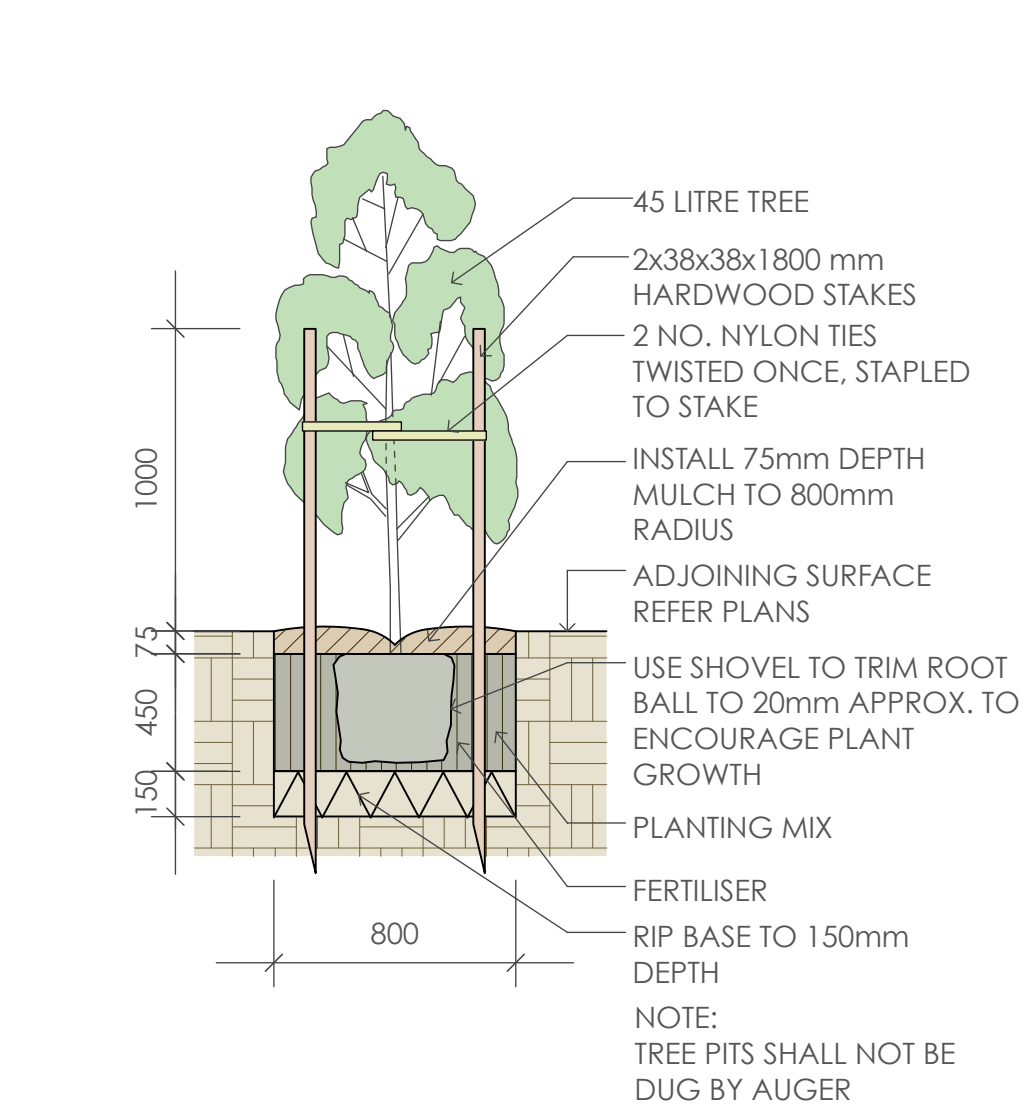 45 LITRE TREE
2x38x38x1800 mm
HARDWOOD STAKES
2 NO. NYLON TIES
TWISTED ONCE, STAPLED
TO STAKE
INSTALL 75mm DEPTH
MULCH TO 800mm
RADIUS
ADJOINING SURFACE
REFER PLANS
USE SHOVEL TO TRIM ROOT
BALL TO 20mm APPROX. TO
ENCOURAGE PLANT
GROWTH
PLANTING MIX
FERTILISER
RIP BASE TO 150mm
DEPTH
NOTE:
TREE PITS SHALL NOT BE
DUG BY AUGER
1000
75
450
150
800